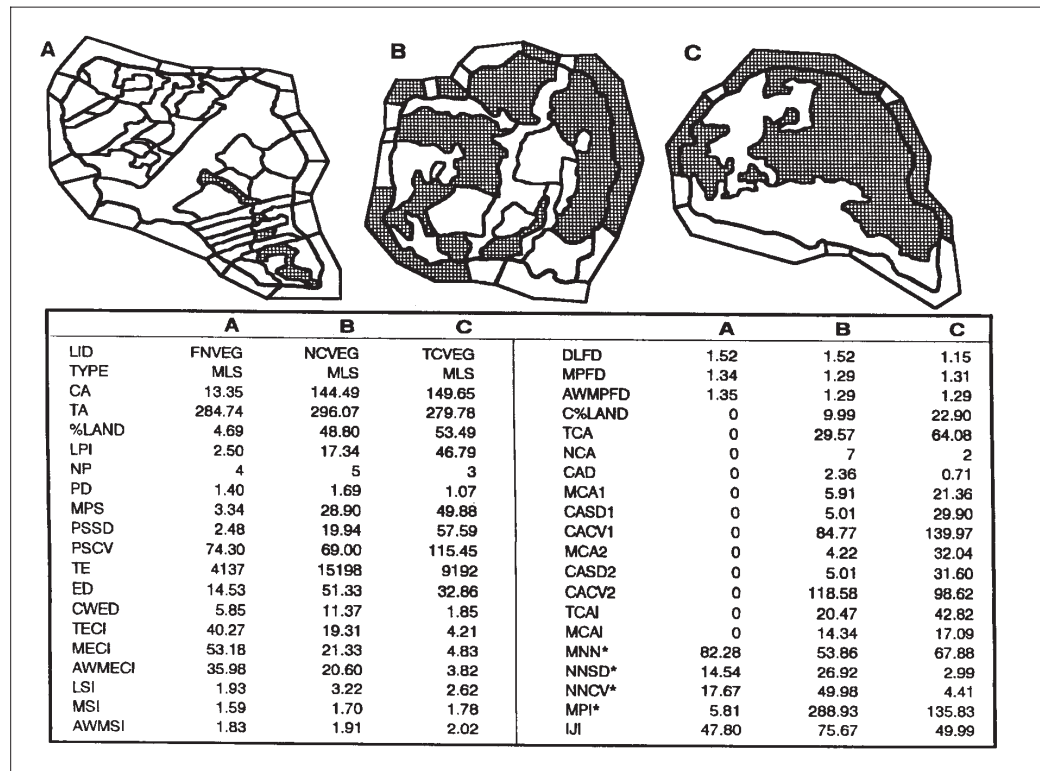 A B C
A B C A B C
LID FNVEG NCVEG TCVEG DLFD 1.52 1.52 1.15
TYPE MLS MLS MLS MPFD 1.34 1.29 1.31
CA 13.35 144.49 149.65 AWMPFD 1.35 1.29 1.29
TA 284.74 296.07 279.78 C%LAND 0 9.99 22.90
%LAND 4.69 48.80 53.49 TCA 0 29.57 64.08
LPI 2.50 17.34 46.79 NCA 0 7 2
NP 4 5 3 CAD 0 2.36 0.71
PD 1.40 1.69 1.07 MCA1 0 5.91 21.36
MPS 3.34 28.90 49.88 CASD1 0 5.01 29.90
PSSD 2.48 19.94 57.59 CACV1 0 84.77 139.97
PSCV 74.30 69.00 115.45 MCA2 0 4.22 32.04
TE 4137 15198 9192 CASD2 0 5.01 31.60
ED 14.53 51.33 32.86 CACV2 0 118.58 98.62
CWED 5.85 11.37 1.85 TCAI 0 20.47 42.82
TECI 40.27 19.31 4.21 MCAI 0 14.34 17.09
MECI 53.18 21.33 4.83 MNN* 82.28 53.86 67.88
AWMECI 35.98 20.60 3.82 NNSD* 14.54 26.92 2.99
LSI 1.93 3.22 2.62 NNCV* 17.67 49.98 4.41
MSI 1.59 1.70 1.78 MPI* 5.81 288.93 135.83
AWMSI 1.83 1.91 2.02 IJI 47.80 75.67 49.99